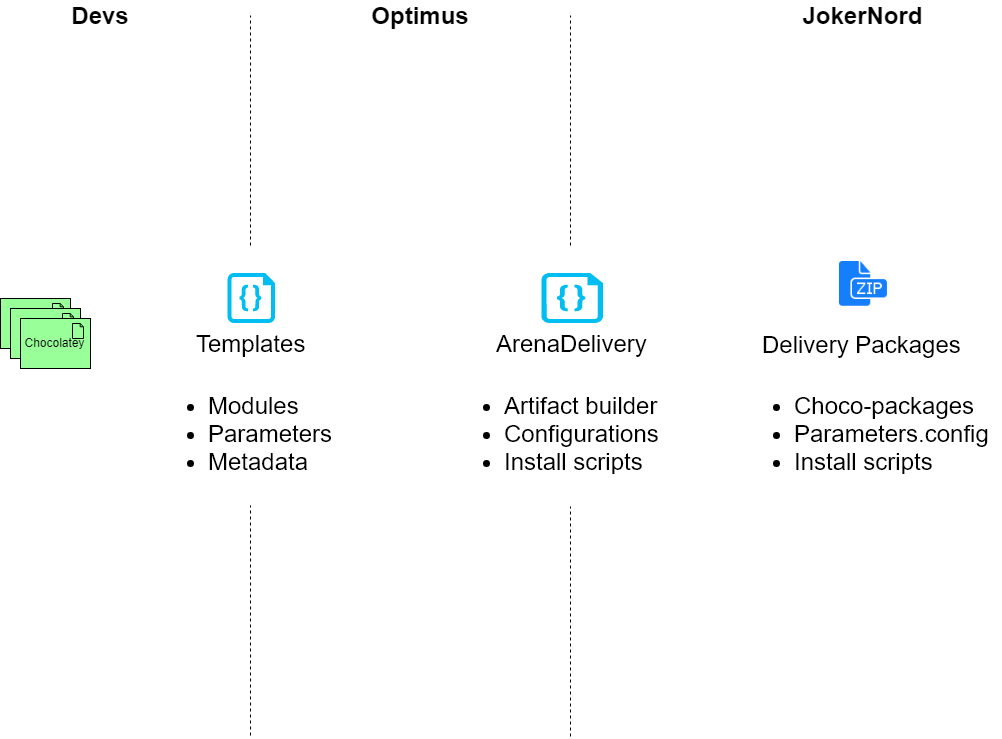 Devs
Optimus
JokerNord
Chocolatey
{}
Templates
• Modules
• Parameters
• Metadata
{}
ArenaDelivery
• Artifact builder
• Configurations
• Install scripts
ZIP
Delivery Packages
• Choco-packages
• Parameters.config
• Install scripts